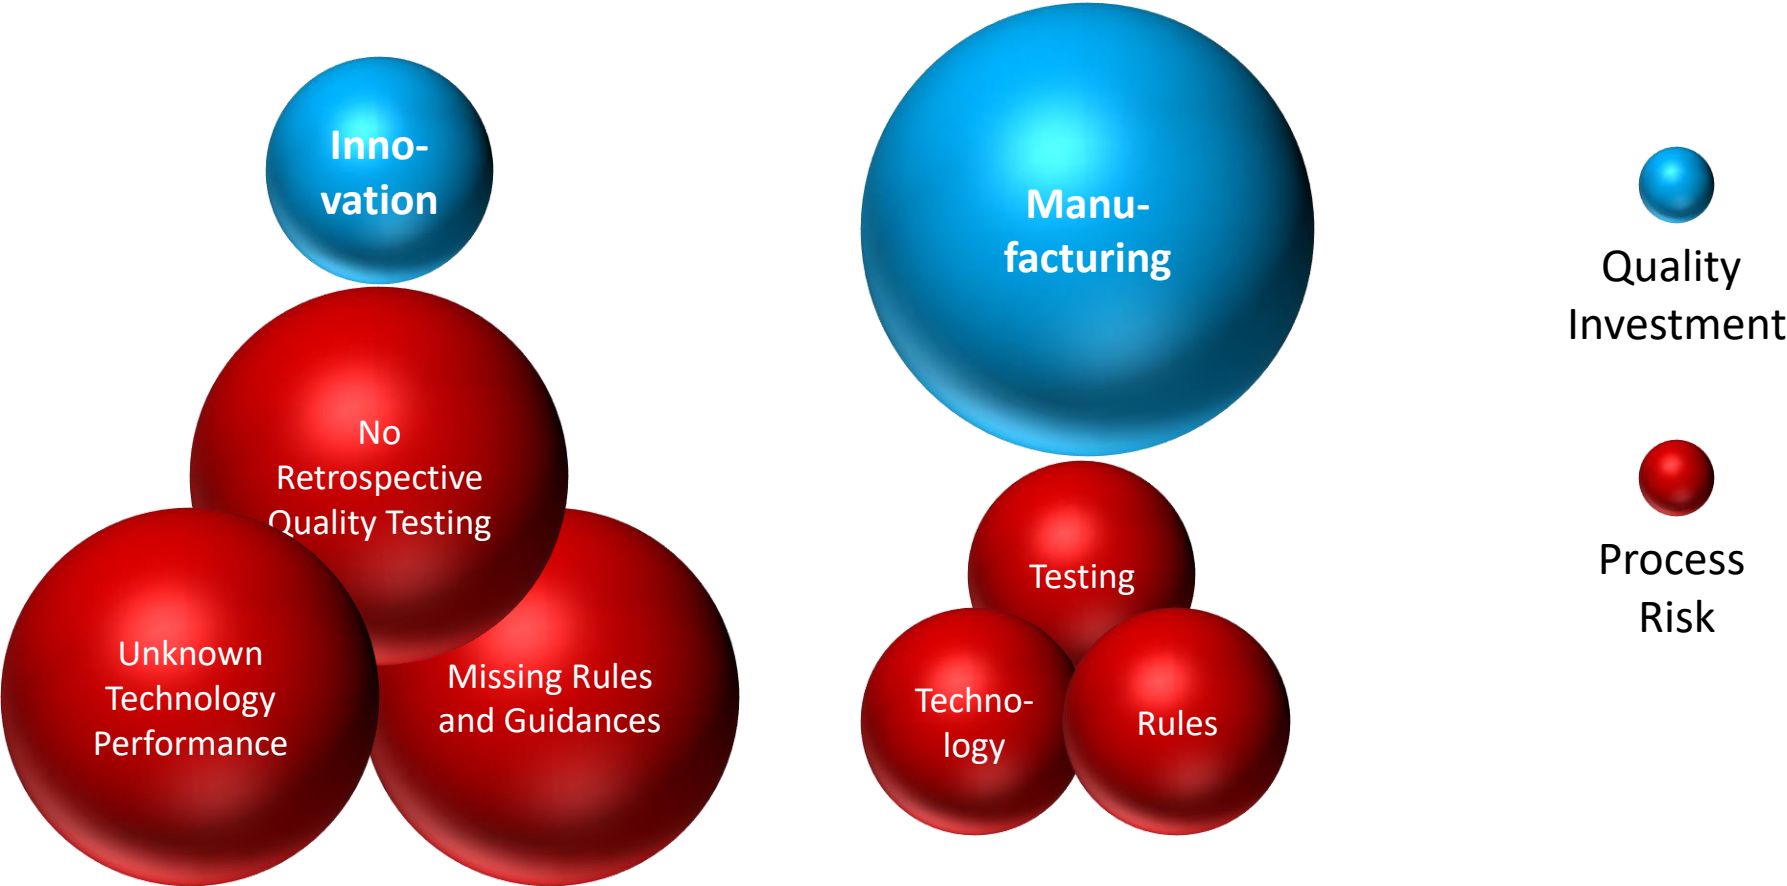 Inno-
vation
No
Retrospective
Quality Testing
Unknown
Technology
Performance
Missing Rules
and Guidances
Manu-
facturing
Testing
Techno-
logy
Rules
Quality
Investment
Process
Risk